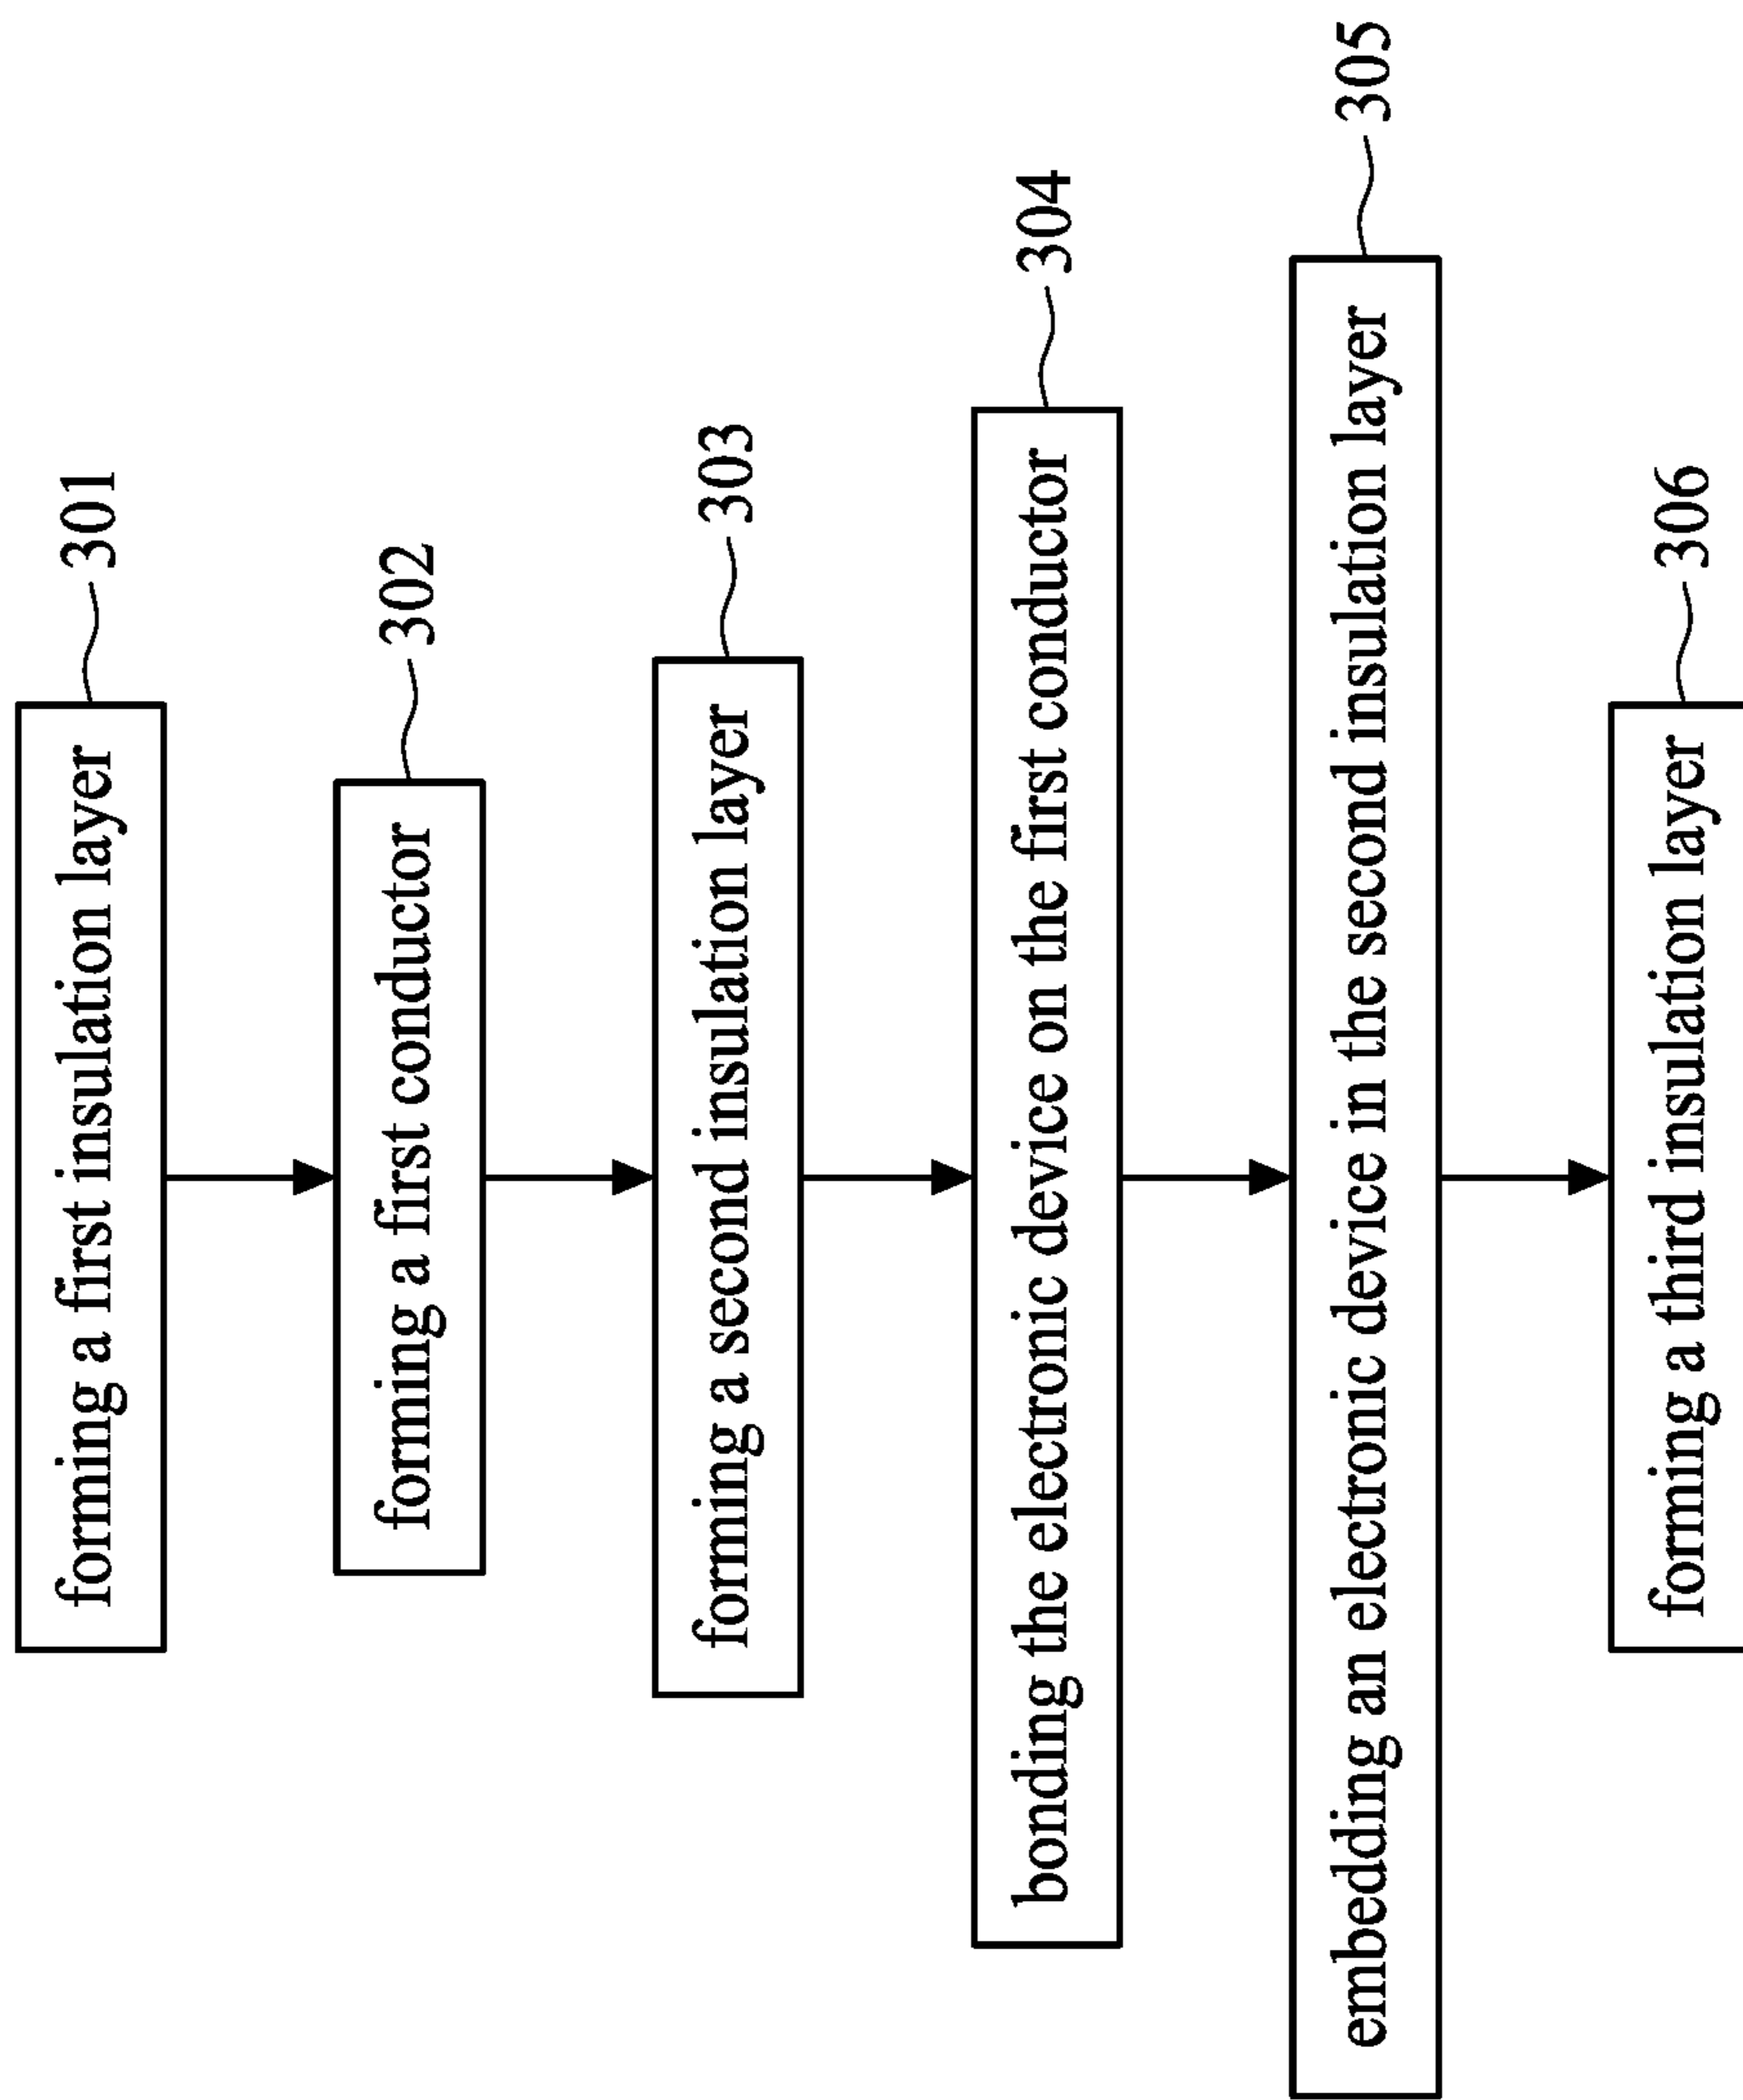 forming a first insulation layer
301
forming a first conductor
302
forming a second insulation layer
303
bonding the electronic device on the first conductor
304
embedding an electronic device in the second insulation layer
305
forming a third insulation layer
306